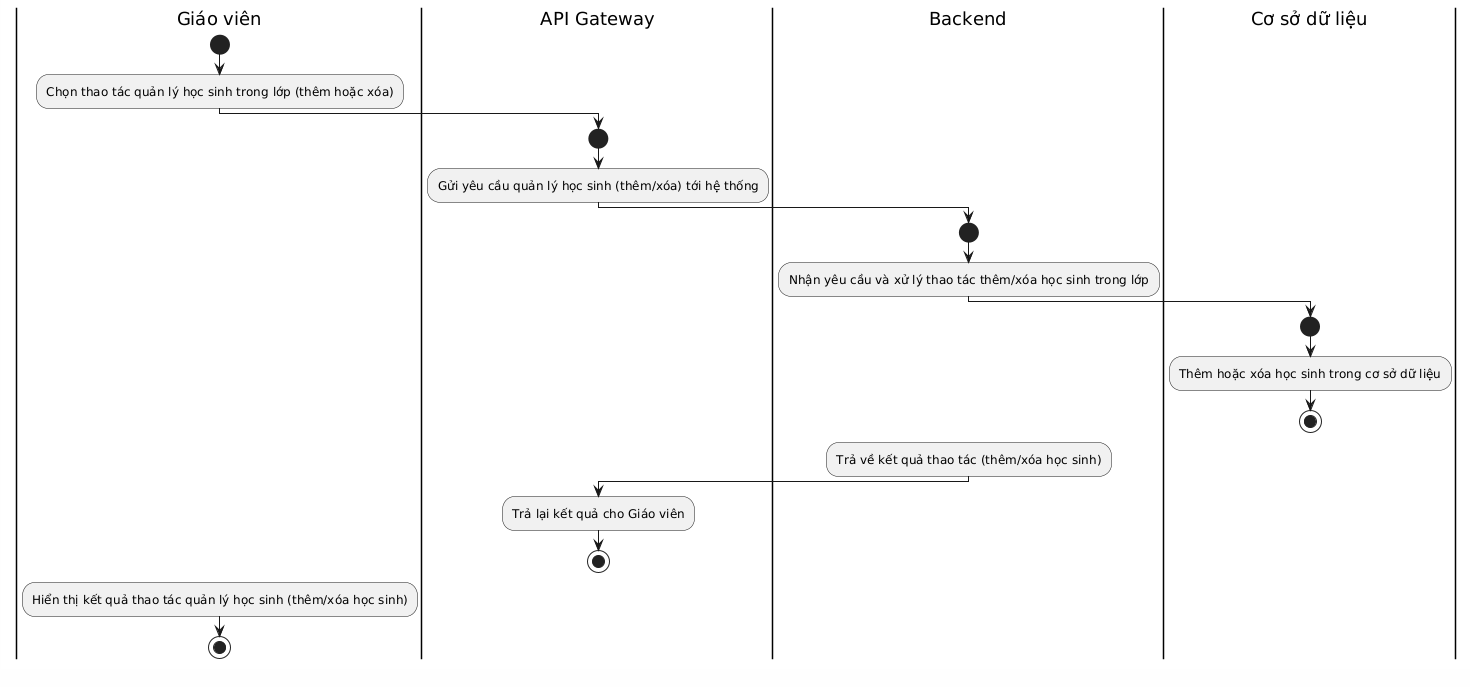 Giáo viên
API Gateway
Backend
Cơ sở dữ liệu
Chọn thao tác quản lý học sinh trong lớp (thêm hoặc xóa)
Gửi yêu cầu quản lý học sinh (thêm/xóa) tới hệ thống
Nhận yêu cầu và xử lý thao tác thêm/xóa học sinh trong lớp
Thêm hoặc xóa học sinh trong cơ sở dữ liệu
Trả về kết quả thao tác (thêm/xóa học sinh)
Trả lại kết quả cho Giáo viên
Hiển thị kết quả thao tác quản lý học sinh (thêm/xóa học sinh)